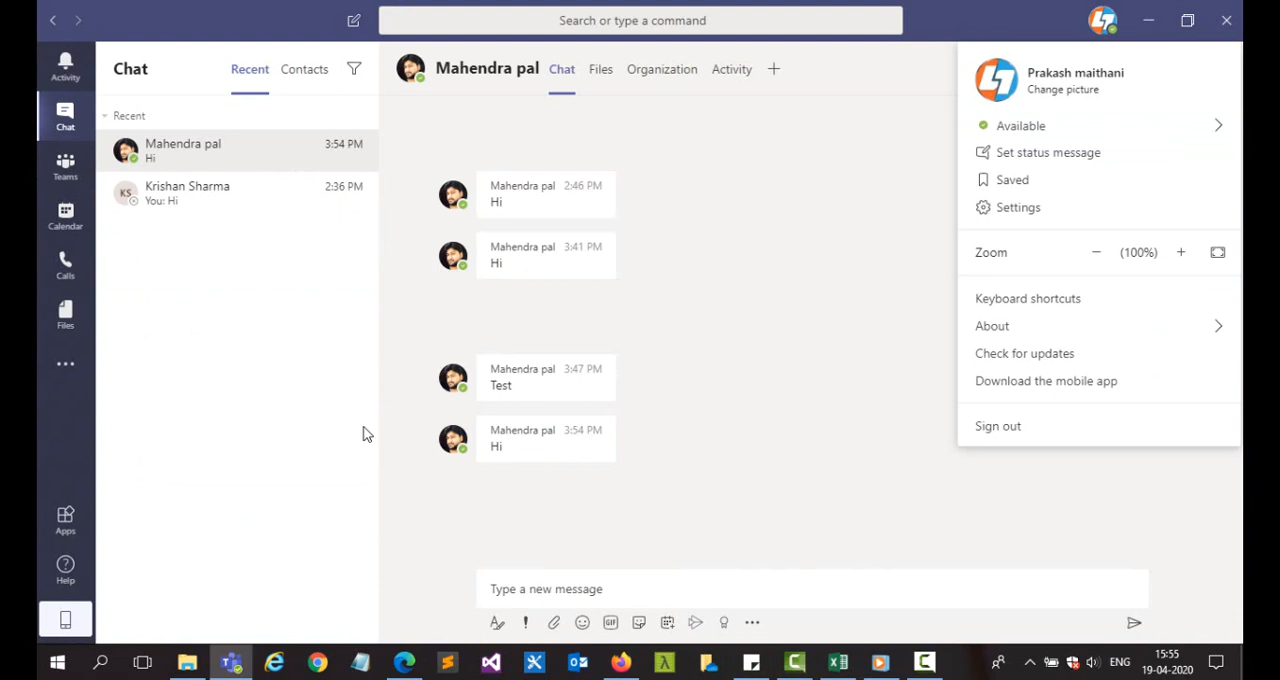 Search or type a command
Activity
Chat
Teams
Calendar
Calls
Files
Apps
Help
Chat
Recent
Contacts
Recent
Mahendra pal
3:54 PM
Hi
Krishan Sharma
2:36 PM
KS
You: Hi
Mahendra pal
Chat
Files
Organization
Activity
Mahendra pal 2:46 PM
Hi
Mahendra pal 3:41 PM
Hi
Mahendra pal 3:47 PM
Test
Mahendra pal 3:54 PM
Hi
Type a new message
GIF
Prakash maithani
Change picture
Available
Set status message
Saved
Settings
Zoom
(100%)
Keyboard shortcuts
About
Check for updates
Download the mobile app
Sign out
ENG
15:55
19-04-2020